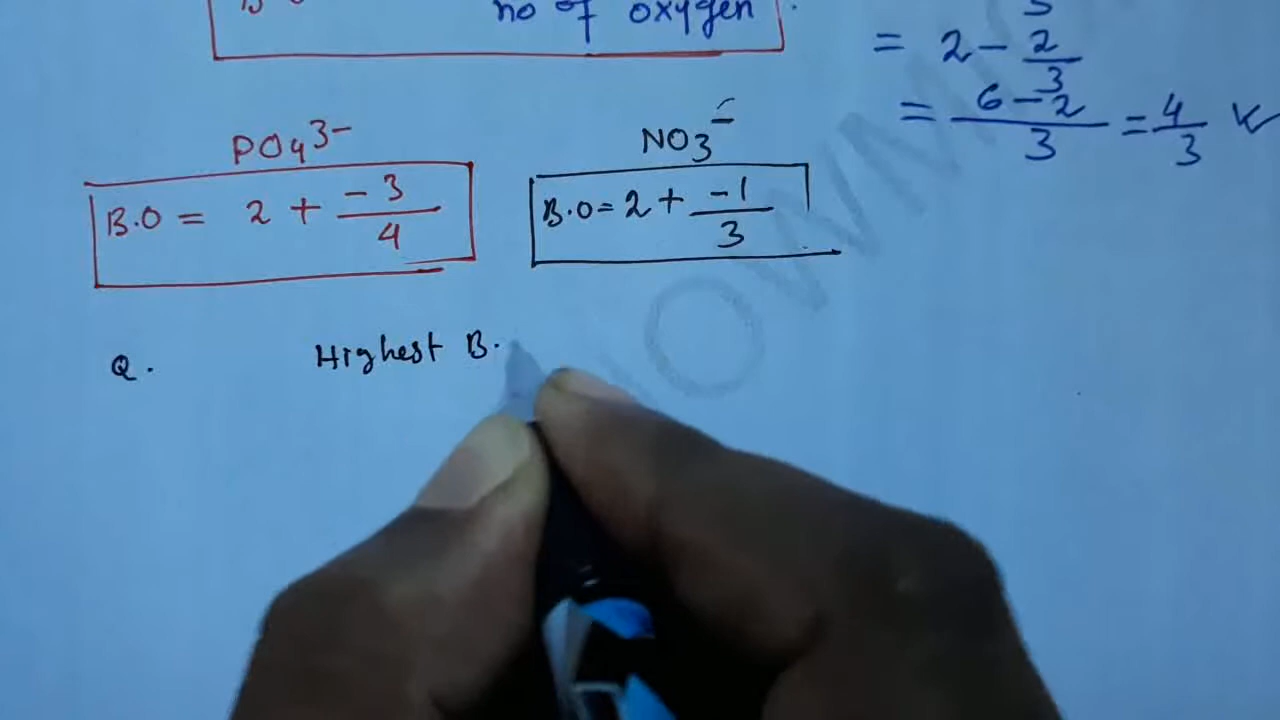 no of oxygen
= 2 - 2/3
= 6-2/3 = 4/3
PO4 3-
B.O = 2 + -3/4
NO3 -
B.O = 2 + -1/3
Q. Highest B.